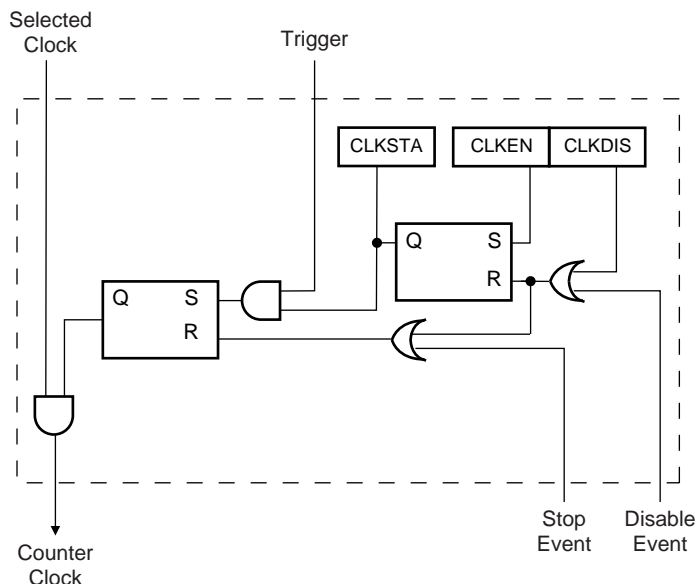 Selected
Clock
Trigger
CLKSTA
CLKEN
CLKDIS
Q
S
R
Q
S
R
Stop
Event
Disable
Event
Counter
Clock